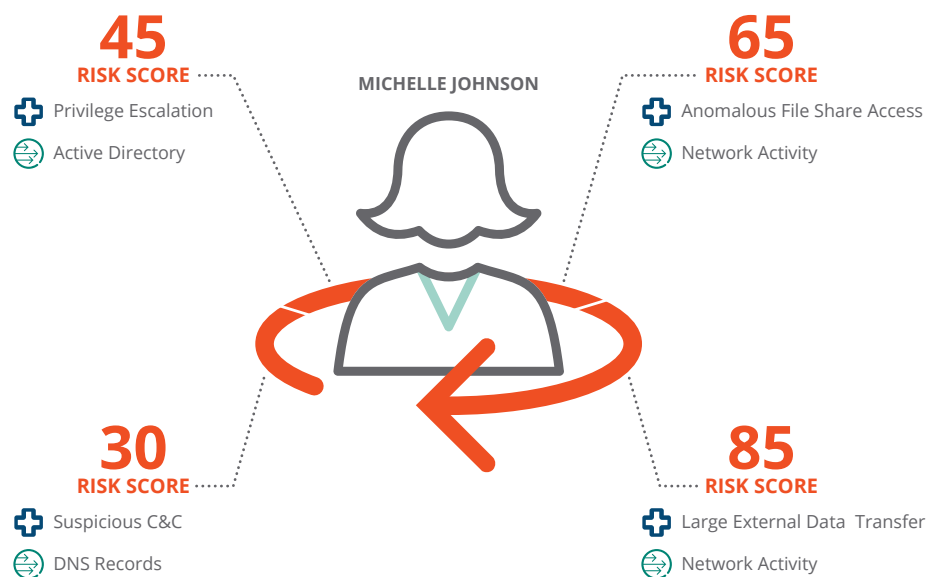 45
RISK SCORE
Privilege Escalation
Active Directory
MICHELLE JOHNSON
65
RISK SCORE
Anomalous File Share Access
Network Activity
30
RISK SCORE
Suspicious C&C
DNS Records
85
RISK SCORE
Large External Data Transfer
Network Activity